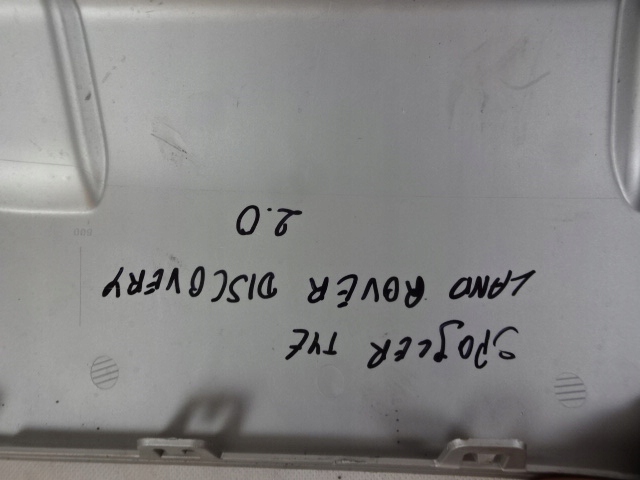 SPOJLER TYŁ
LAND ROVER DISCOVERY
2.0